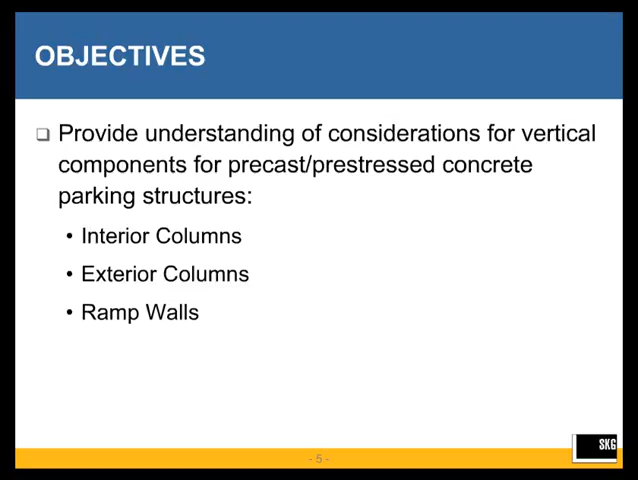 OBJECTIVES
Provide understanding of considerations for vertical
components for precast/prestressed concrete
parking structures:
• Interior Columns
• Exterior Columns
• Ramp Walls
- 5 -
SKG